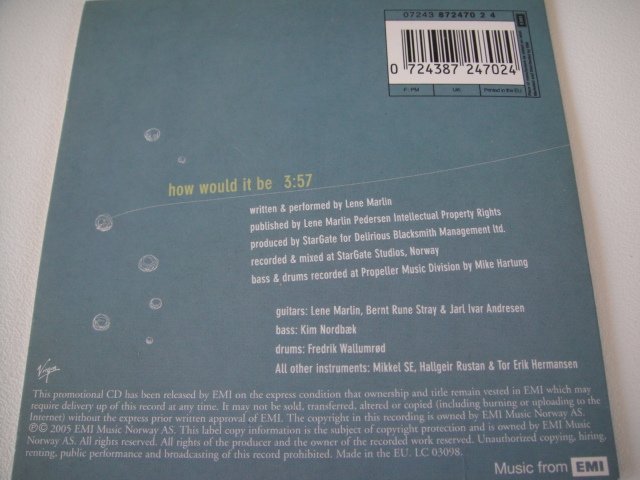 07243 872470 2 4
0 724387 247024
F: PM UK: Printed in the EU
how would it be 3:57
written & performed by Lene Marlin
published by Lene Marlin Pedersen Intellectual Property Rights
produced by StarGate for Delirious Blacksmith Management ltd.
recorded & mixed at StarGate Studios, Norway
bass & drums recorded at Propeller Music Division by Mike Hartung
guitars: Lene Marlin, Bernt Rune Stray & Jarl Ivar Andresen
bass: Kim Nordbæk
drums: Fredrik Wallumrød
All other instruments: Mikkel SE, Hallgeir Rustan & Tor Erik Hermansen
Virgin
This promotional CD has been released by EMI on the express condition that ownership and title remain vested in EMI which may
require delivery up of this record at any time. It may not be sold, transferred, altered or copied (including burning or uploading to the
Internet) without the express prior written approval of EMI. The copyright in this recording is owned by EMI Music Norway AS.
℗© 2005 EMI Music Norway AS. This label copy information is the subject of copyright protection and is owned by EMI Music
Norway AS. All rights reserved. All rights of the producer and the owner of the recorded work reserved. Unauthorized copying, hiring,
renting, public performance and broadcasting of this record prohibited. Made in the EU. LC 03098.
Music from EMI